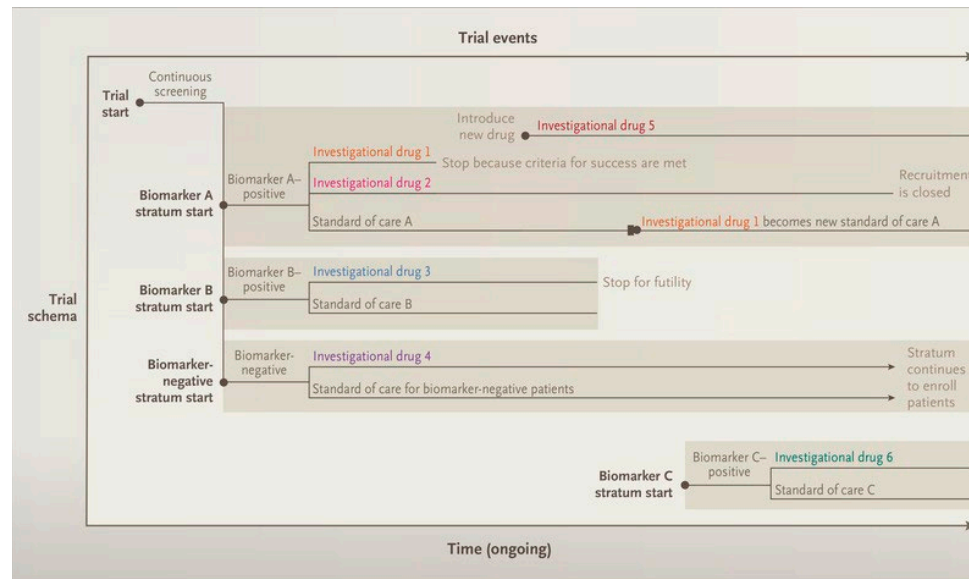 Trial events
Continuous
screening
Trial
start
Introduce
new drug
Investigational drug 5
Investigational drug 1
Stop because criteria for success are met
Biomarker A–
positive
Investigational drug 2
Recruitment
is closed
Biomarker A
stratum start
Standard of care A
Investigational drug 1 becomes new standard of care A
Biomarker B–
positive
Investigational drug 3
Stop for futility
Biomarker B
stratum start
Standard of care B
Trial
schema
Biomarker-
negative
stratum start
Biomarker-
negative
Investigational drug 4
Standard of care for biomarker-negative patients
Stratum
continues
to enroll
patients
Biomarker C
stratum start
Biomarker C–
positive
Investigational drug 6
Standard of care C
Time (ongoing)